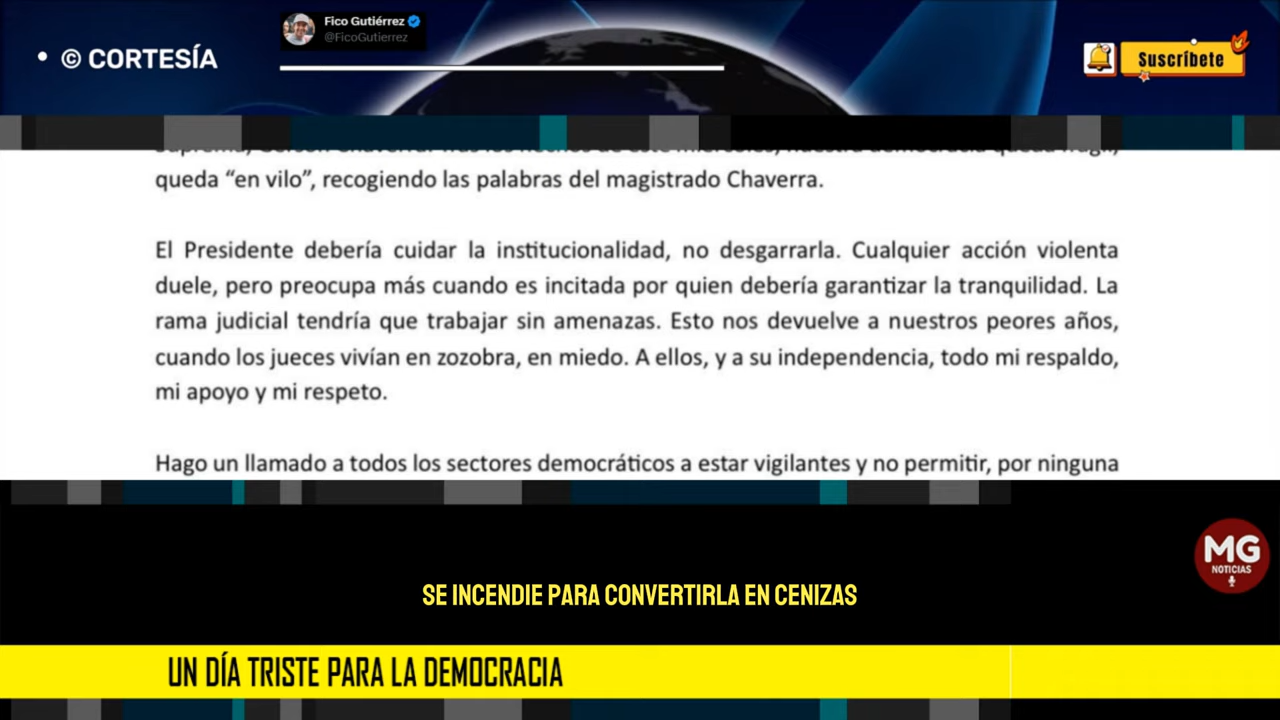 • © CORTESÍA
Fico Gutiérrez
@FicoGutierrez
Suscríbete
queda “en vilo”, recogiendo las palabras del magistrado Chaverra.
El Presidente debería cuidar la institucionalidad, no desgarrarla. Cualquier acción violenta
duele, pero preocupa más cuando es incitada por quien debería garantizar la tranquilidad. La
rama judicial tendría que trabajar sin amenazas. Esto nos devuelve a nuestros peores años,
cuando los jueces vivían en zozobra, en miedo. A ellos, y a su independencia, todo mi respaldo,
mi apoyo y mi respeto.
Hago un llamado a todos los sectores democráticos a estar vigilantes y no permitir, por ninguna
MG
NOTICIAS
SE INCENDIE PARA CONVERTIRLA EN CENIZAS
UN DÍA TRISTE PARA LA DEMOCRACIA